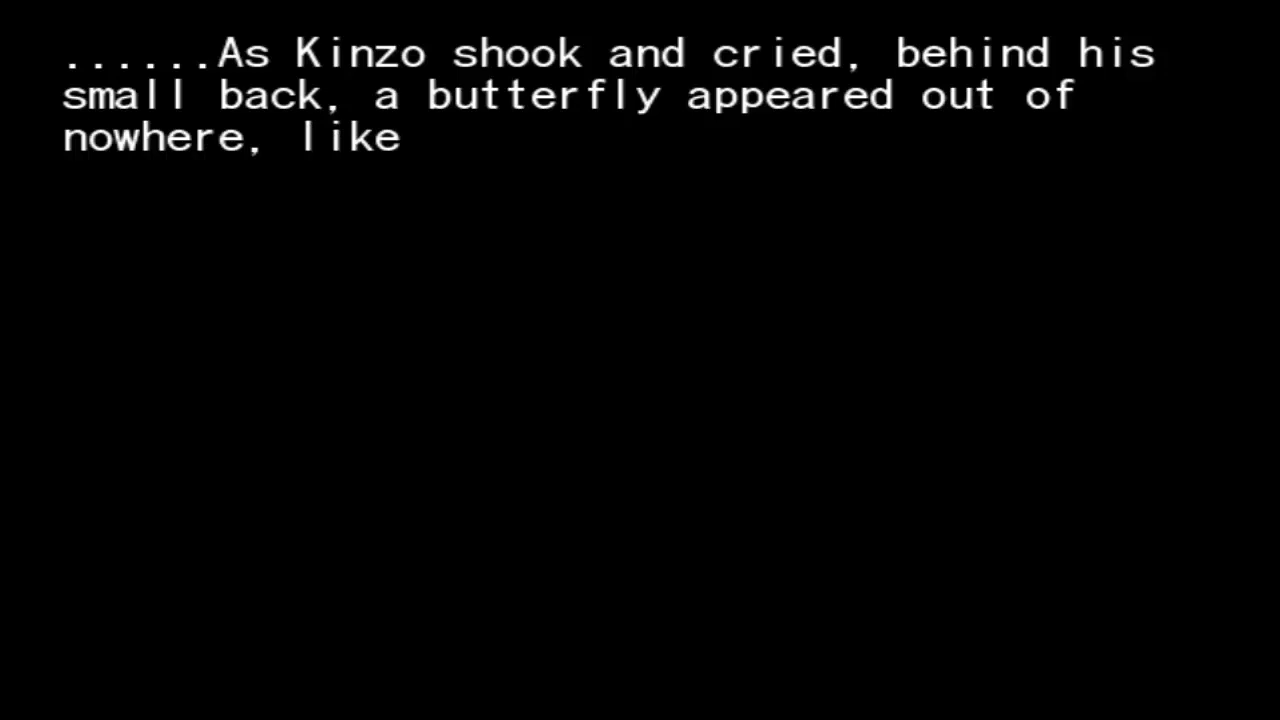 ......As Kinzo shook and cried, behind his
small back, a butterfly appeared out of
nowhere, like